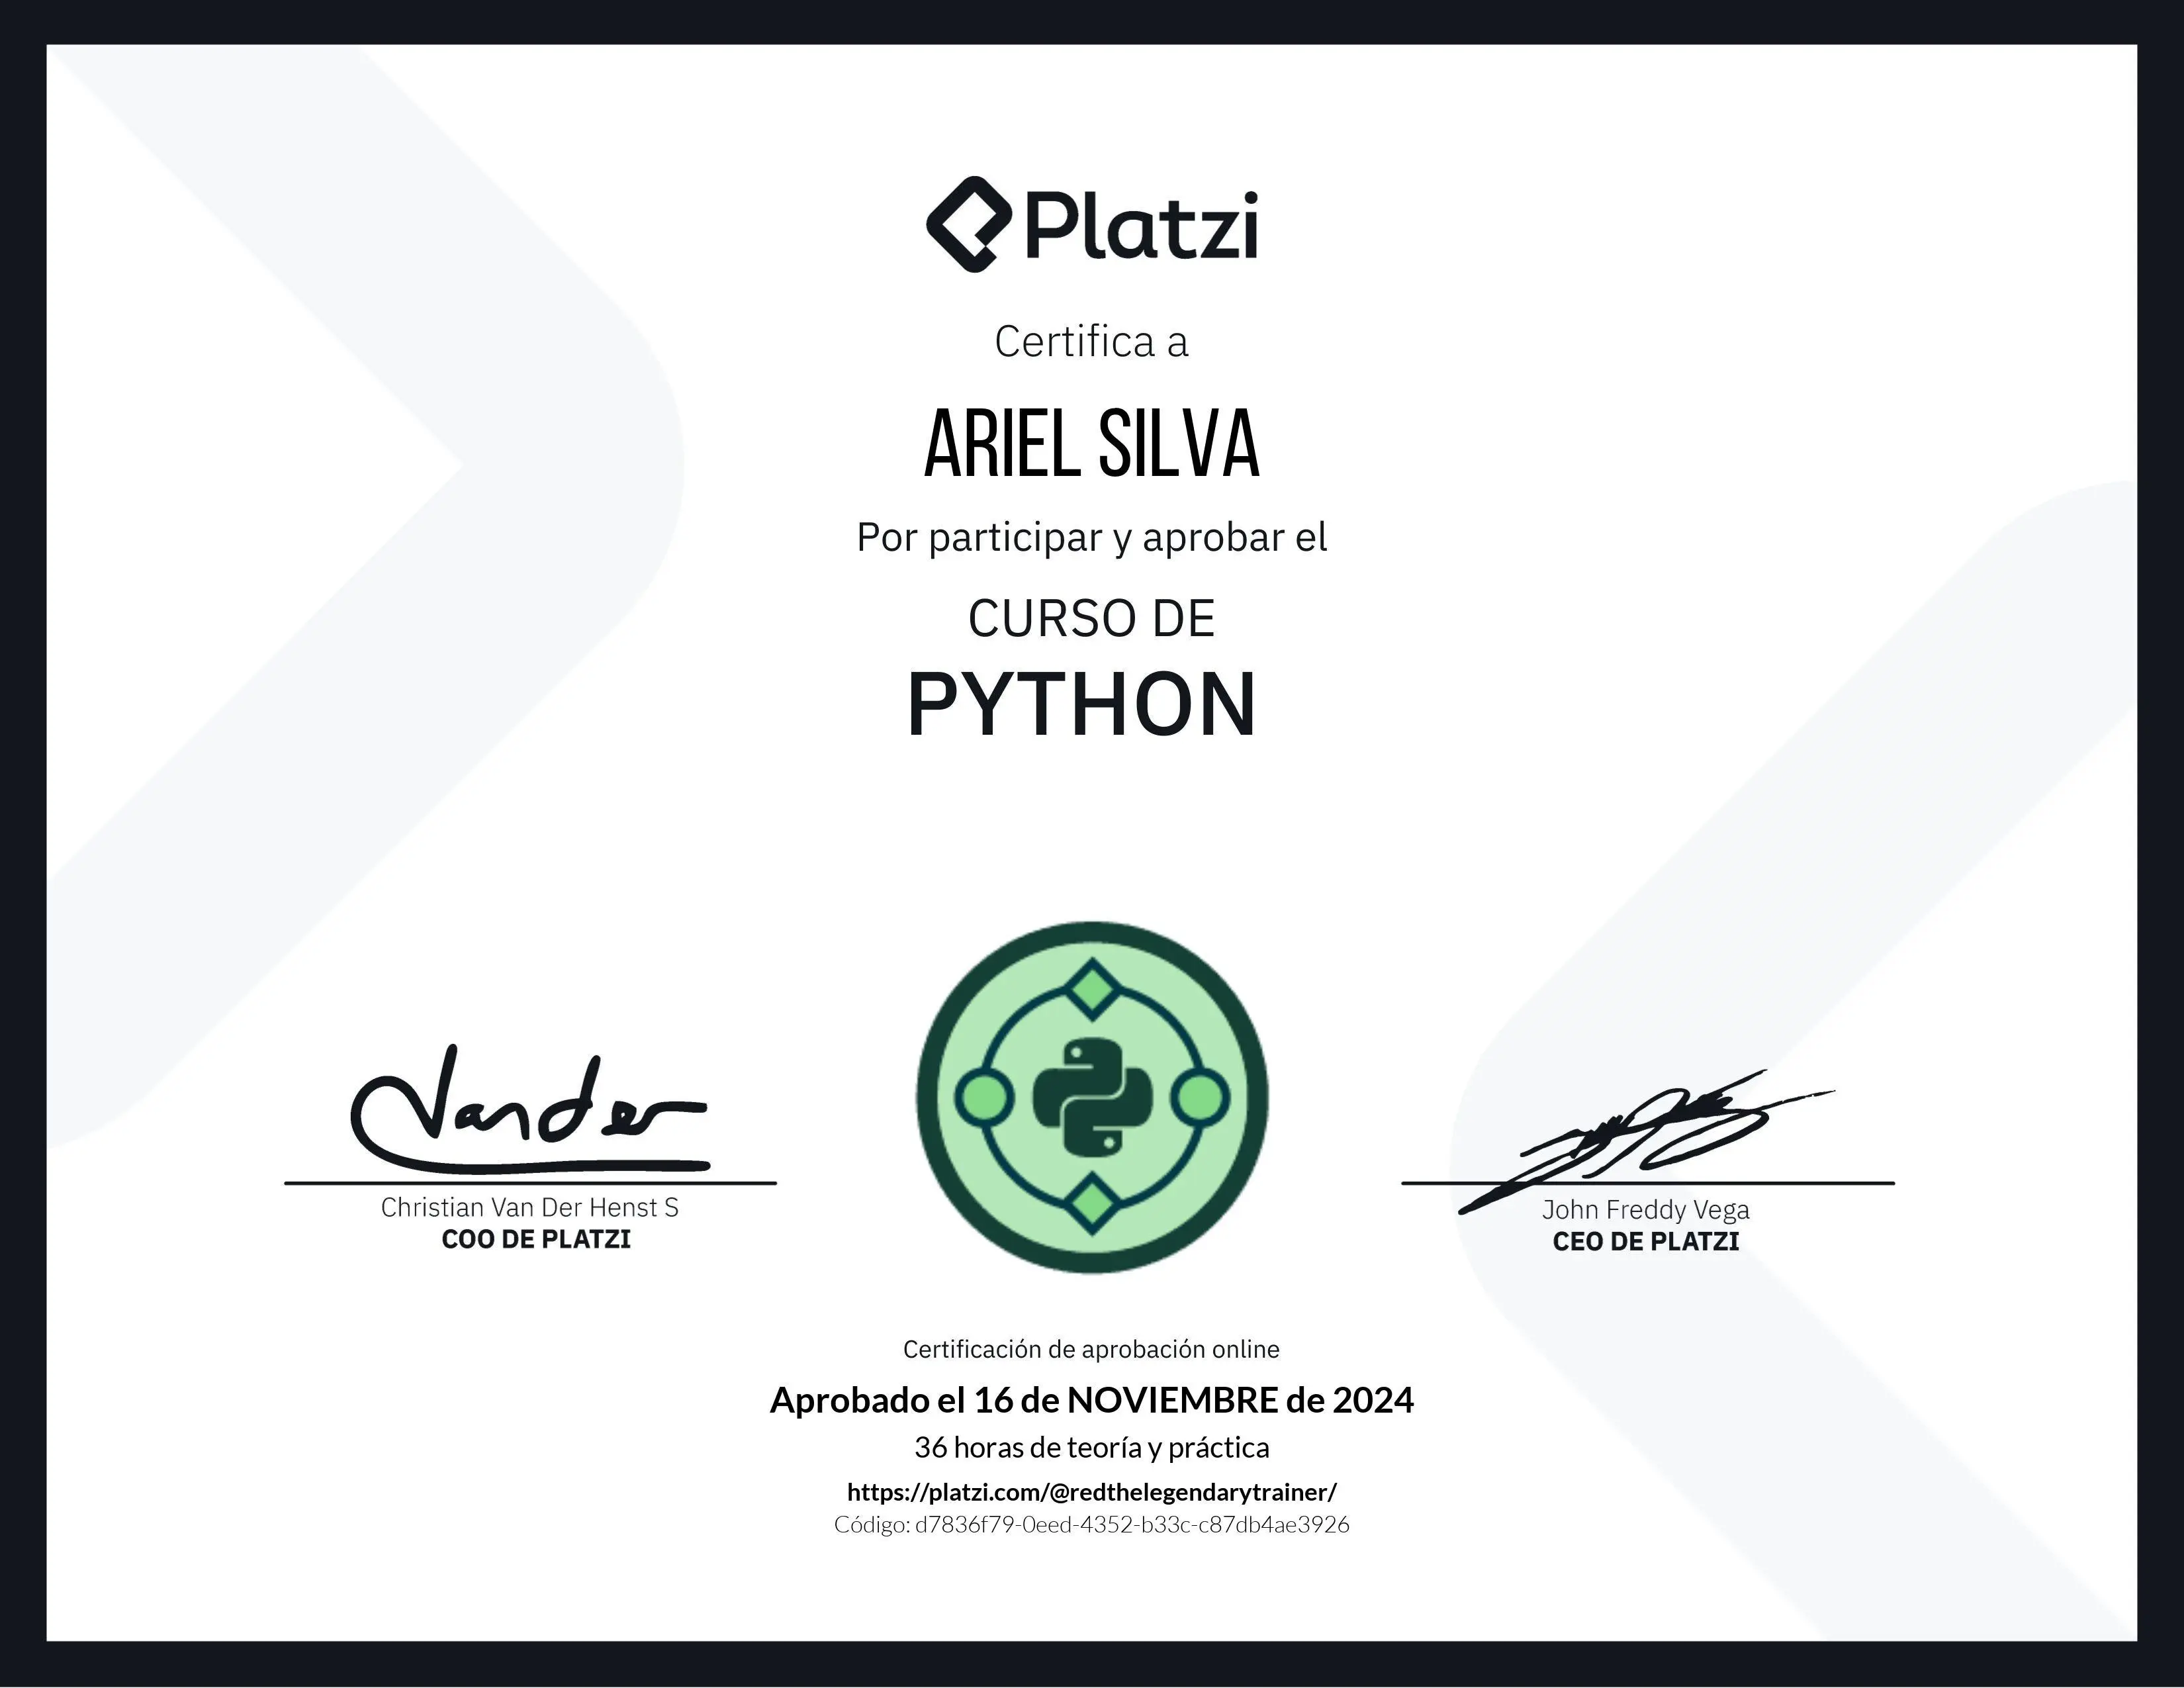 Platzi
Certifica a
ARIEL SILVA
Por participar y aprobar el
CURSO DE
PYTHON
Vander
Christian Van Der Henst S
COO DE PLATZI
John Freddy Vega
CEO DE PLATZI
Certificación de aprobación online
Aprobado el 16 de NOVIEMBRE de 2024
36 horas de teoría y práctica
https://platzi.com/@redthelegendarytrainer/
Código: d7836f79-0eed-4352-b33c-c87db4ae3926